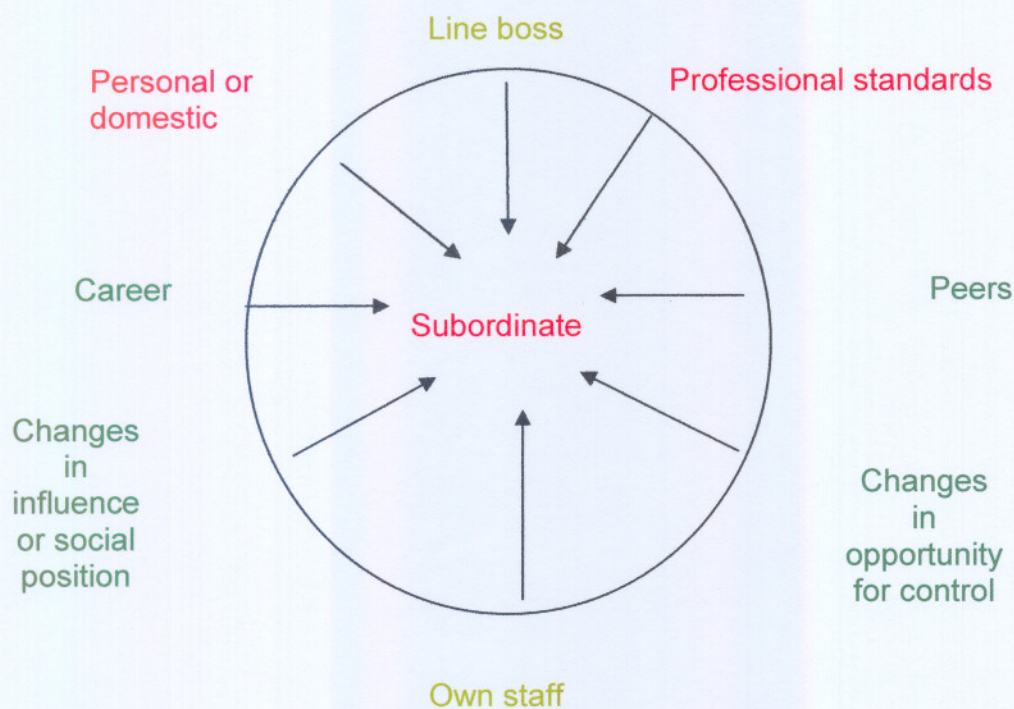 Line boss
Personal or
domestic
Professional standards
Career
Peers
Subordinate
Changes
in
influence
or social
position
Changes
in
opportunity
for control
Own staff